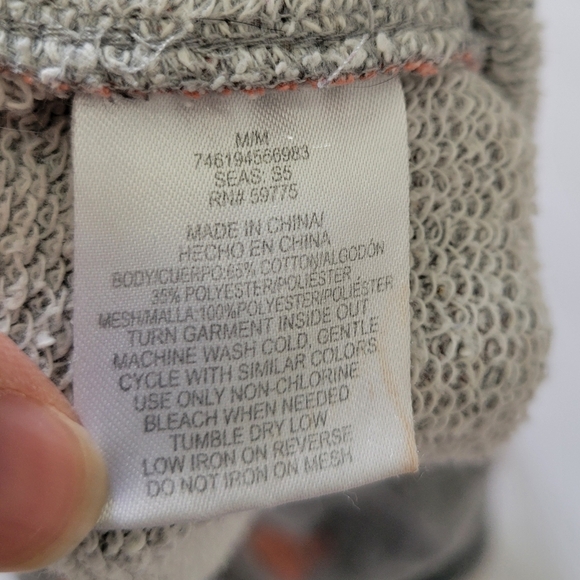 M/M
746194566983
SEAS: S5
RN# 59775
MADE IN CHINA/
HECHO EN CHINA
BODY/CUERPO:65% COTTON/ALGODÓN
35% POLYESTER/POLIÉSTER
MESH/MALLA:100%POLYESTER/POLIÉSTER
TURN GARMENT INSIDE OUT
MACHINE WASH COLD, GENTLE
CYCLE WITH SIMILAR COLORS
USE ONLY NON-CHLORINE
BLEACH WHEN NEEDED
TUMBLE DRY LOW
LOW IRON ON REVERSE
DO NOT IRON ON MESH